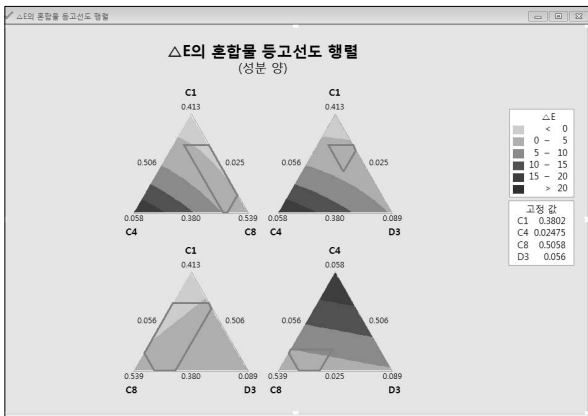 △E의 혼합물 등고선도 행렬
△E의 혼합물 등고선도 행렬
(성분 양)
C1
0.413
0.506
0.025
0.058
0.380
0.539
C4
C8
C1
0.413
0.056
0.025
0.058
0.380
0.089
C4
D3
C1
0.413
0.056
0.506
0.539
0.380
0.089
C8
D3
C4
0.058
0.056
0.506
0.539
0.025
0.089
C8
D3
△E
< 0
0 – 5
5 – 10
10 – 15
15 – 20
> 20
고정 값
C1 0.3802
C4 0.02475
C8 0.5058
D3 0.056